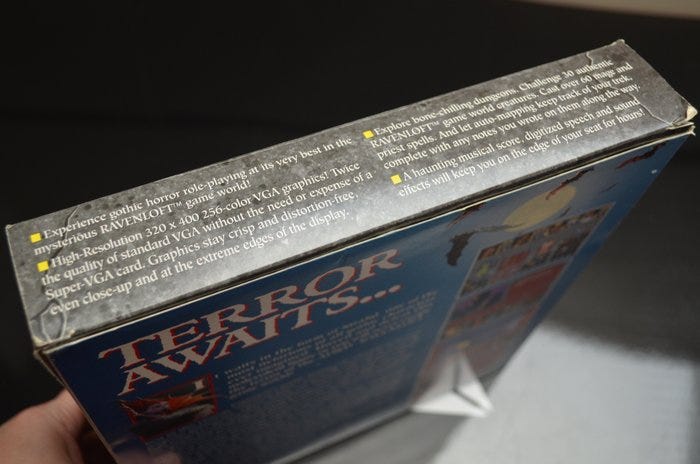 ■ Experience gothic horror role-playing at its very best in the
mysterious RAVENLOFT™ game world!
■ High-Resolution 320 x 400 256-color VGA graphics! Twice
the quality of standard VGA without the need or expense of a
Super-VGA card. Graphics stay crisp and distortion-free,
even close-up and at the extreme edges of the display.
■ Explore bone-chilling dungeons. Challenge 30 authentic
RAVENLOFT™ game world creatures. Cast over 60 mage and
priest spells. And let auto-mapping keep track of your trek,
complete with any notes you wrote on them along the way.
■ A haunting musical score, digitized speech and sound
effects will keep you on the edge of your seat for hours!
TERROR
AWAITS...